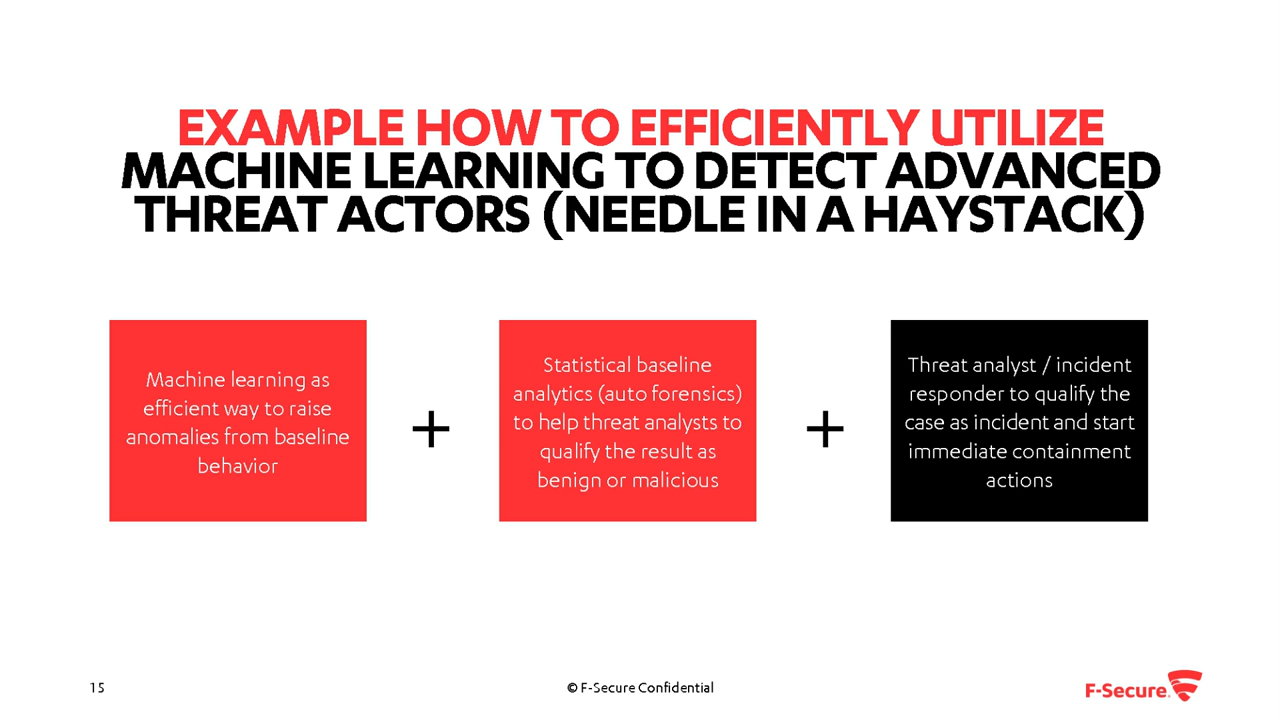 EXAMPLE HOW TO EFFICIENTLY UTILIZE
MACHINE LEARNING TO DETECT ADVANCED
THREAT ACTORS (NEEDLE IN A HAYSTACK)
Machine learning as
efficient way to raise
anomalies from baseline
behavior
+
Statistical baseline
analytics (auto forensics)
to help threat analysts to
qualify the result as
benign or malicious
+
Threat analyst / incident
responder to qualify the
case as incident and start
immediate containment
actions
15
© F-Secure Confidential
F-Secure.